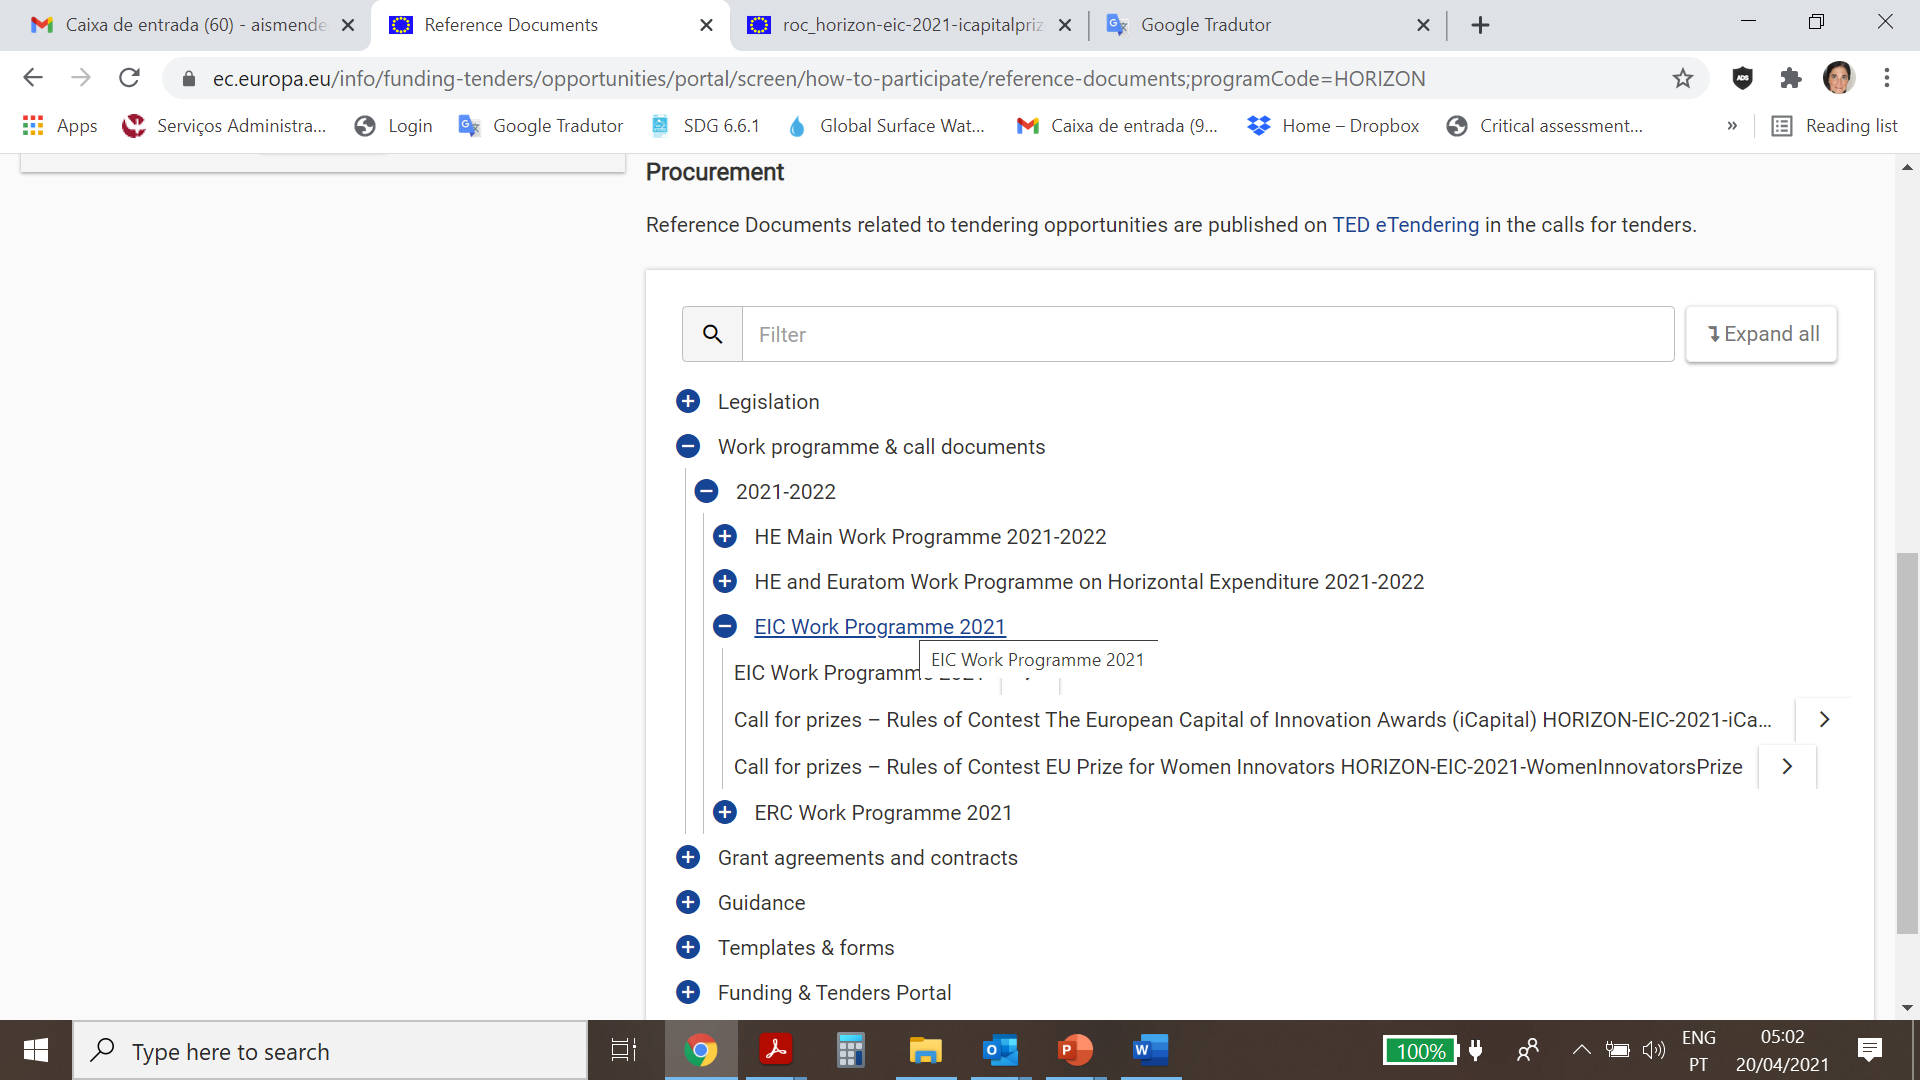 Caixa de entrada (60) - aismende
Reference Documents
roc_horizon-eic-2021-icapitalpriz
Google Tradutor
ec.europa.eu/info/funding-tenders/opportunities/portal/screen/how-to-participate/reference-documents;programCode=HORIZON
ADS
Apps
Serviços Administra...
Login
Google Tradutor
SDG 6.6.1
Global Surface Wat...
Caixa de entrada (9...
Home – Dropbox
Critical assessment...
»
Reading list
Procurement
Reference Documents related to tendering opportunities are published on TED eTendering in the calls for tenders.
Filter
Expand all
Legislation
Work programme & call documents
2021-2022
HE Main Work Programme 2021-2022
HE and Euratom Work Programme on Horizontal Expenditure 2021-2022
EIC Work Programme 2021
EIC Work Programme 2021
EIC Work Programme
Call for prizes – Rules of Contest The European Capital of Innovation Awards (iCapital) HORIZON-EIC-2021-iCa...
Call for prizes – Rules of Contest EU Prize for Women Innovators HORIZON-EIC-2021-WomenInnovatorsPrize
ERC Work Programme 2021
Grant agreements and contracts
Guidance
Templates & forms
Funding & Tenders Portal
Type here to search
100%
ENG
PT
05:02
20/04/2021